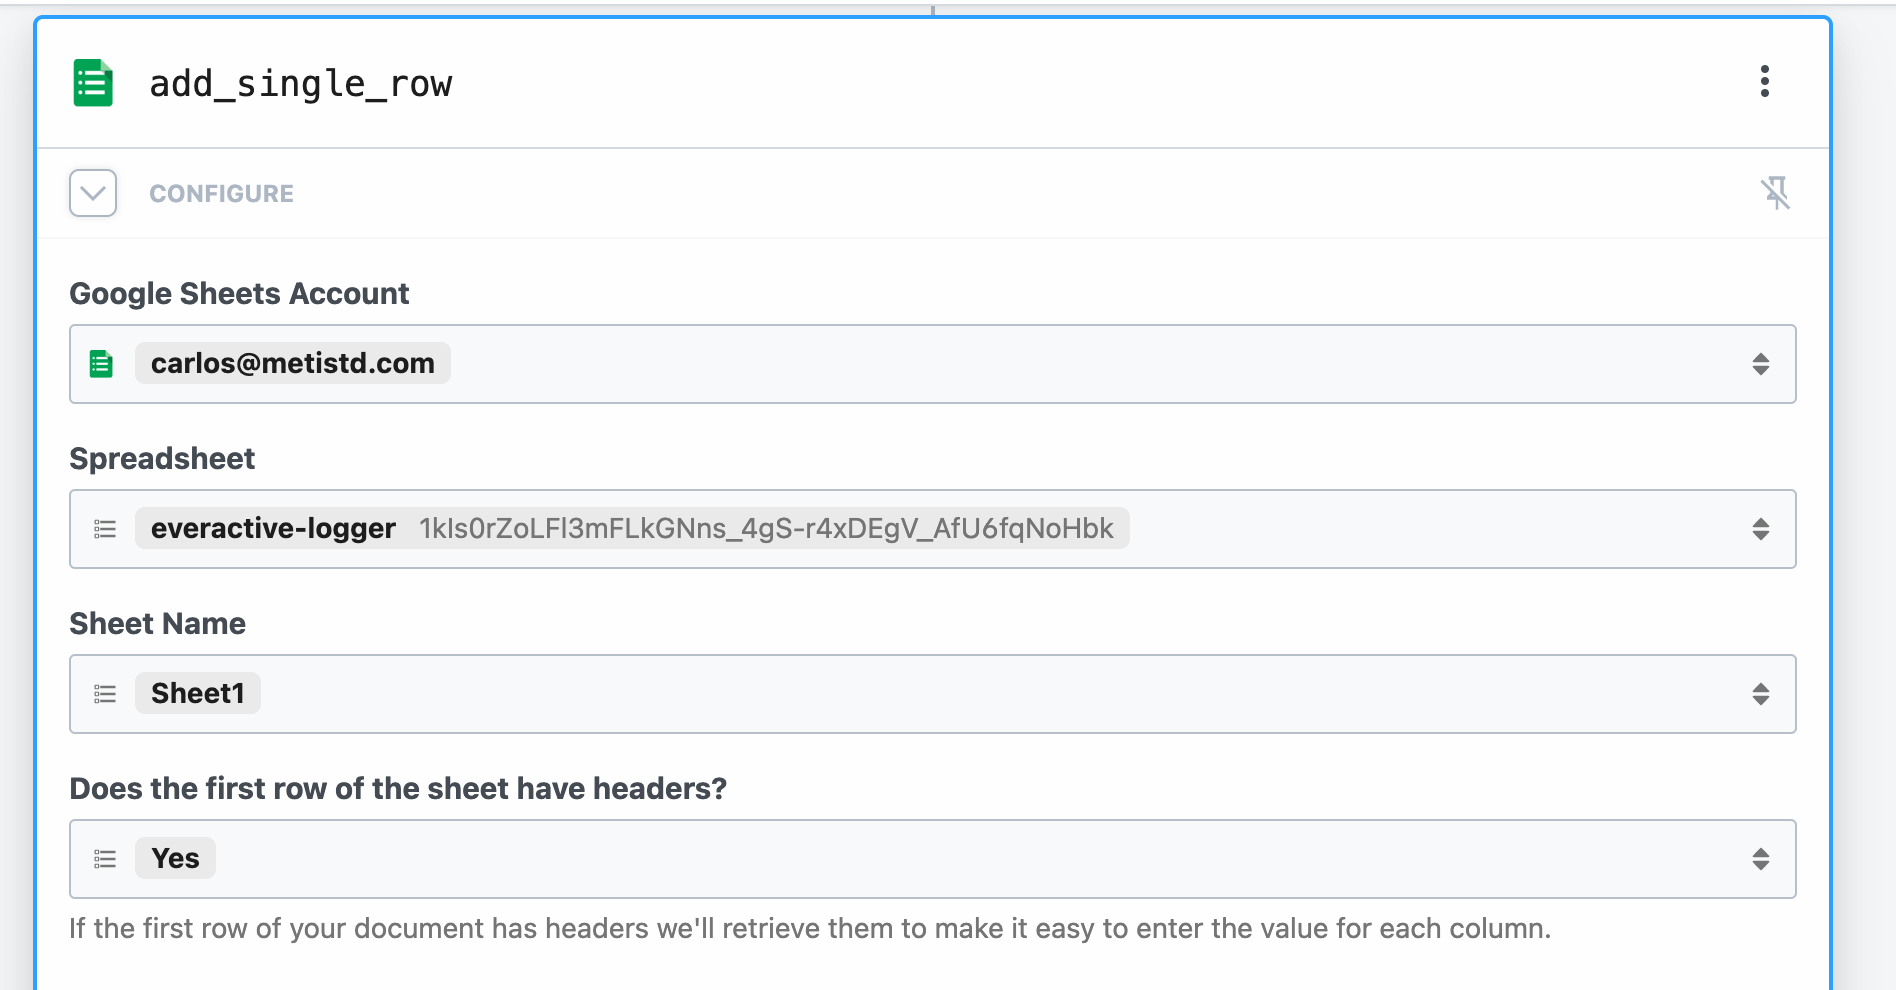 add_single_row
CONFIGURE
Google Sheets Account
carlos@metistd.com
Spreadsheet
everactive-logger 1kIs0rZoLFl3mFLkGNns_4gS-r4xDEgV_AfU6fqNoHbk
Sheet Name
Sheet1
Does the first row of the sheet have headers?
Yes
If the first row of your document has headers we'll retrieve them to make it easy to enter the value for each column.